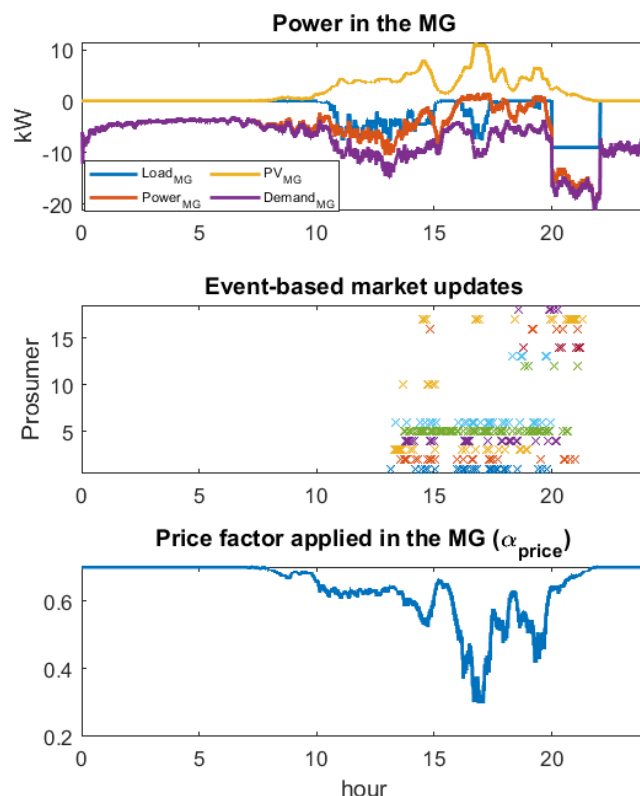 Power in the MG
10
0
-10
-20
kW
Load_MG
PV_MG
Power_MG
Demand_MG
0 5 10 15 20
Event-based market updates
15
10
5
Prosumer
0 5 10 15 20
Price factor applied in the MG (α_price)
0.6
0.4
0.2
0 5 10 15 20
hour